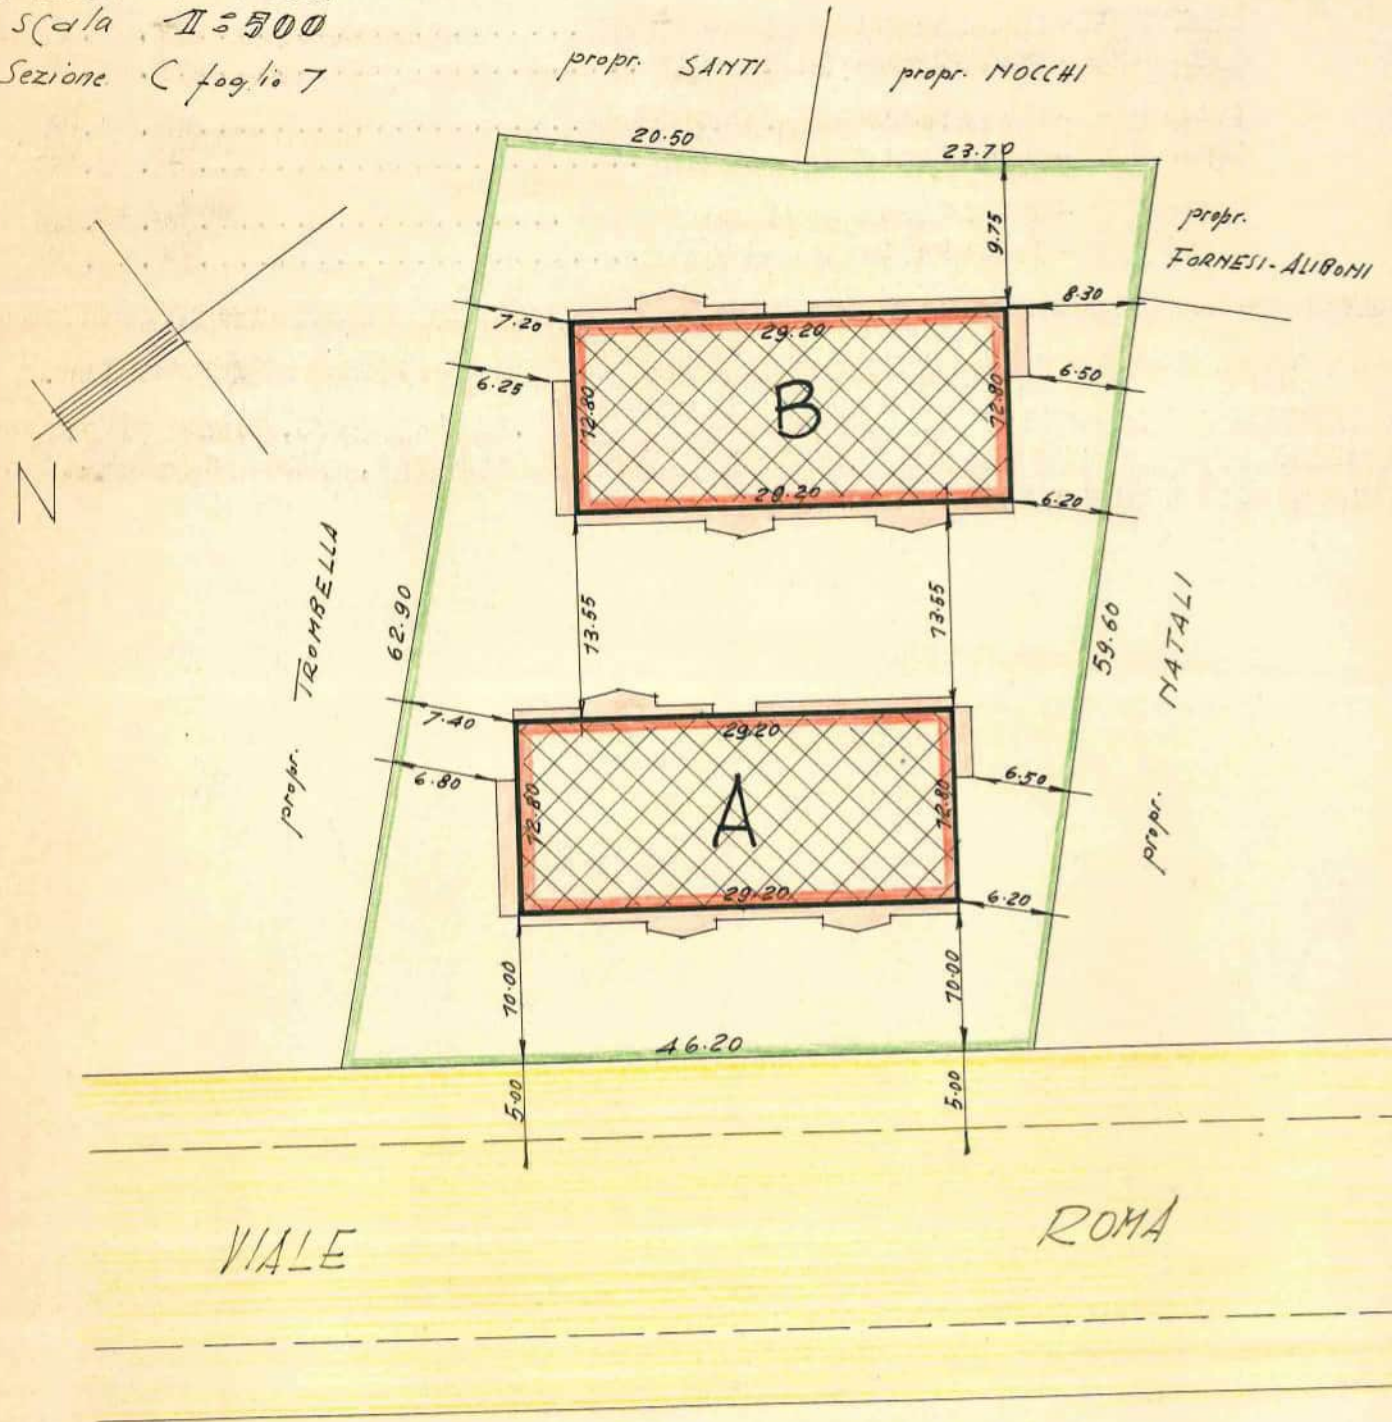 scala 1:500
Sezione C foglio 7
propr. SANTI
propr. NOCCHI
20.50
23.70
9.75
propr.
FORNESI-ALIBONI
8.30
7.20
29.20
6.25
6.50
12.80
B
12.80
29.20
6.20
N
propr. TROMBELLA
62.90
13.55
13.55
59.60
propr. NATALI
7.40
29.20
6.80
6.50
12.80
A
12.80
29.20
6.20
10.00
10.00
46.20
5.00
5.00
VIALE ROMA